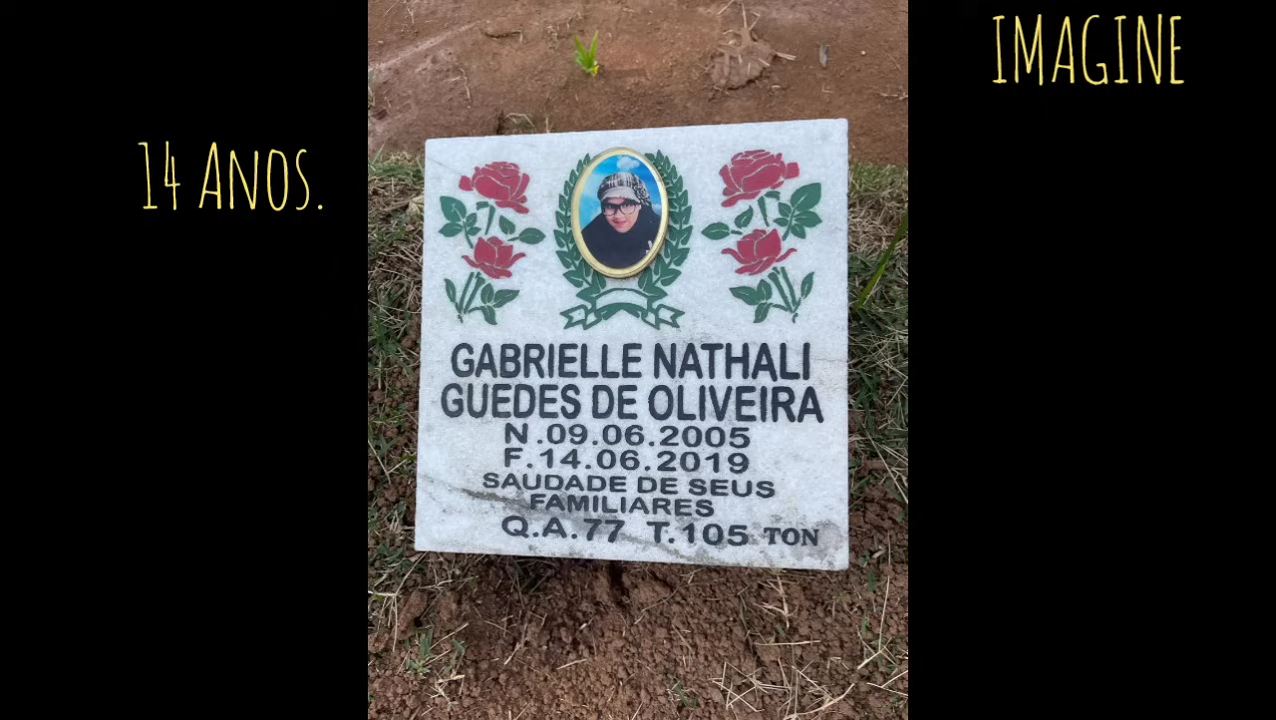 IMAGINE
14 ANOS.
GABRIELLE NATHALI
GUEDES DE OLIVEIRA
N.09.06.2005
F.14.06.2019
SAUDADE DE SEUS
FAMILIARES
Q.A.77 T.105 TON